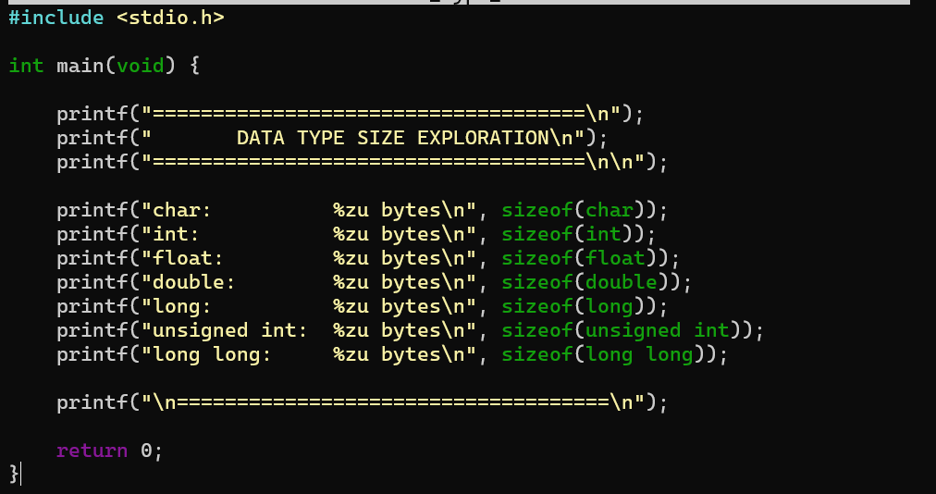 #include <stdio.h>

int main(void) {

    printf("====================================\n");
    printf("       DATA TYPE SIZE EXPLORATION\n");
    printf("====================================\n\n");

    printf("char:          %zu bytes\n", sizeof(char));
    printf("int:           %zu bytes\n", sizeof(int));
    printf("float:         %zu bytes\n", sizeof(float));
    printf("double:        %zu bytes\n", sizeof(double));
    printf("long:          %zu bytes\n", sizeof(long));
    printf("unsigned int:  %zu bytes\n", sizeof(unsigned int));
    printf("long long:     %zu bytes\n", sizeof(long long));

    printf("\n====================================\n");

    return 0;
}